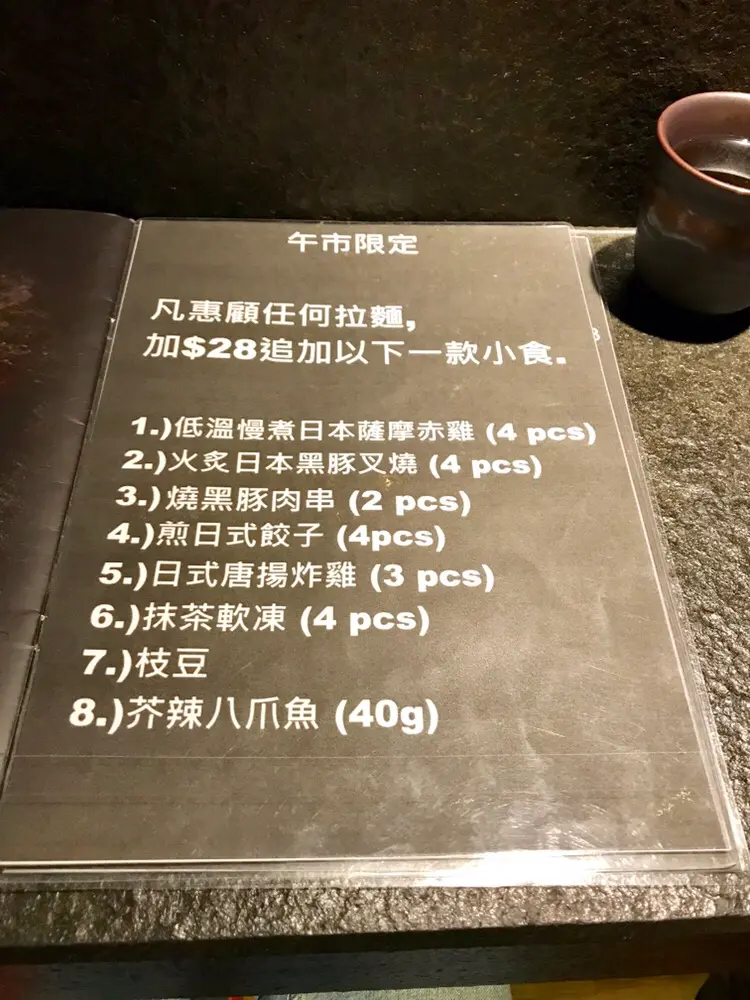 午市限定
凡惠顧任何拉麵,
加$28追加以下一款小食.
1.)低溫慢煮日本薩摩赤雞 (4 pcs)
2.)火炙日本黑豚叉燒 (4 pcs)
3.)燒黑豚肉串 (2 pcs)
4.)煎日式餃子 (4pcs)
5.)日式唐揚炸雞 (3 pcs)
6.)抹茶軟凍 (4 pcs)
7.)枝豆
8.)芥辣八爪魚 (40g)